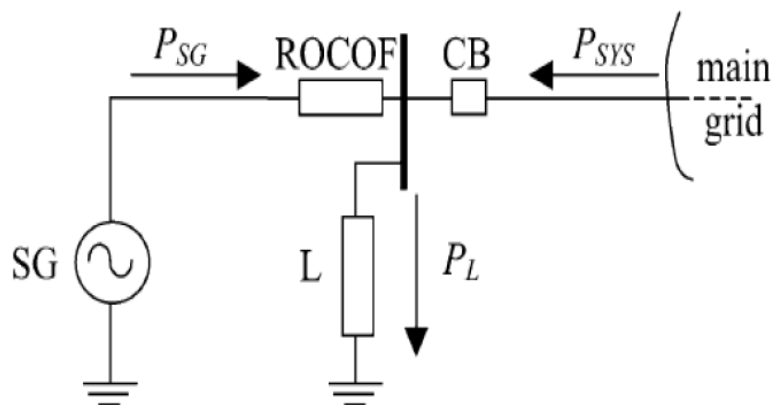 P_SG
ROCOF
CB
P_SYS
main
grid
SG
L
P_L